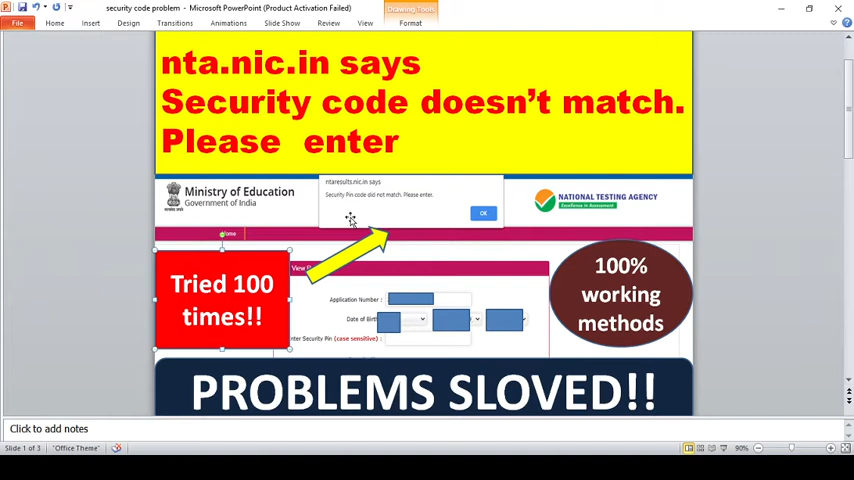 security code problem - Microsoft PowerPoint (Product Activation Failed)
Drawing Tools
File Home Insert Design Transitions Animations Slide Show Review View Format
nta.nic.in says
Security code doesn't match.
Please enter
Ministry of Education
Government of India
ntaresults.nic.in says
Security Pin code did not match. Please enter.
OK
NATIONAL TESTING AGENCY
Excellence in Assessment
Home
Tried 100
times!!
View
Application Number :
Date of Birth
nter Security Pin (case sensitive) :
100%
working
methods
PROBLEMS SLOVED!!
Click to add notes
Slide 1 of 3 "Office Theme" 90%